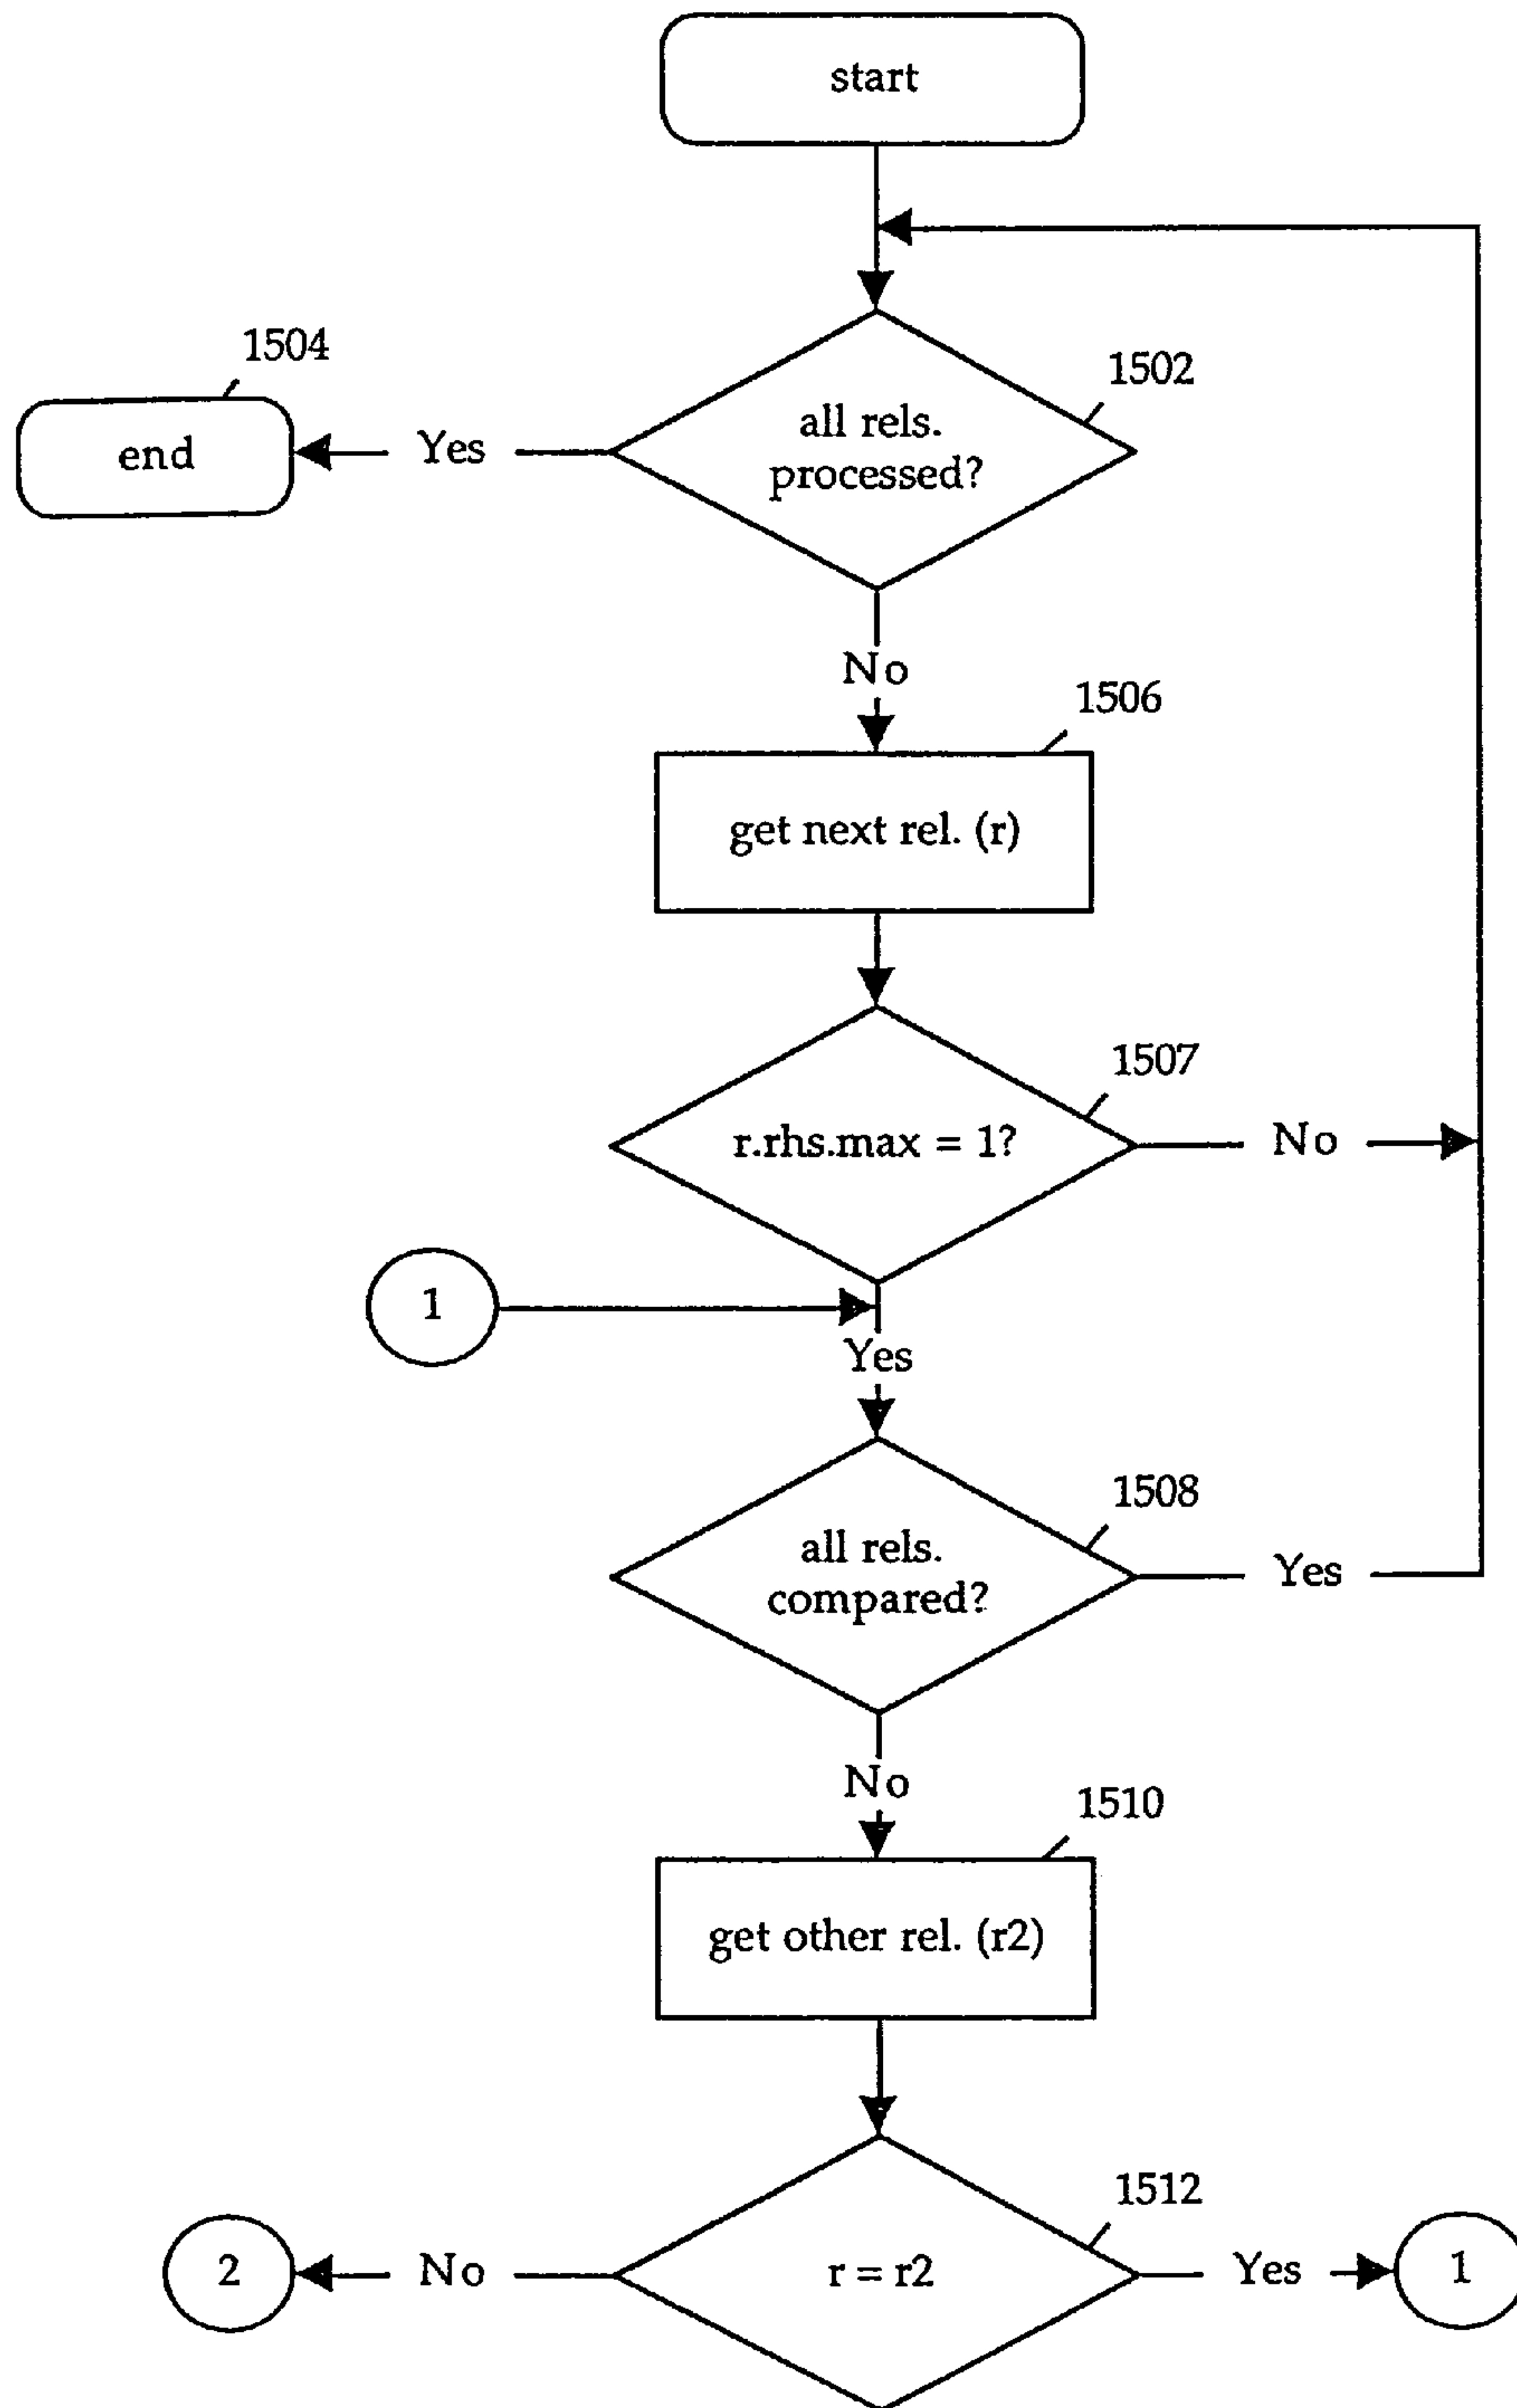 start
1504
1502
end
Yes
all rels.
processed?
No
1506
get next rel. (r)
1507
r.rhs.max = 1?
No
1
Yes
1508
all rels.
compared?
Yes
No
1510
get other rel. (r2)
1512
2
No
r = r2
Yes
1